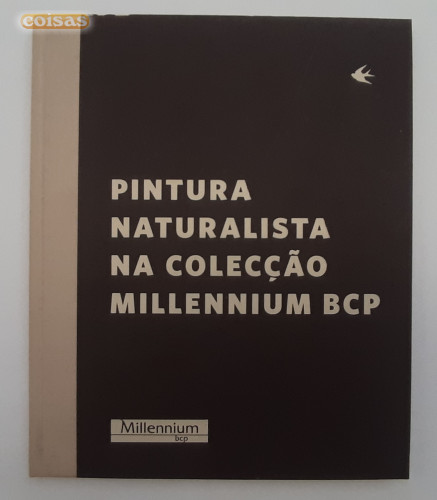 coisas
PINTURA
NATURALISTA
NA COLECÇÃO
MILLENNIUM BCP
Millennium
bcp